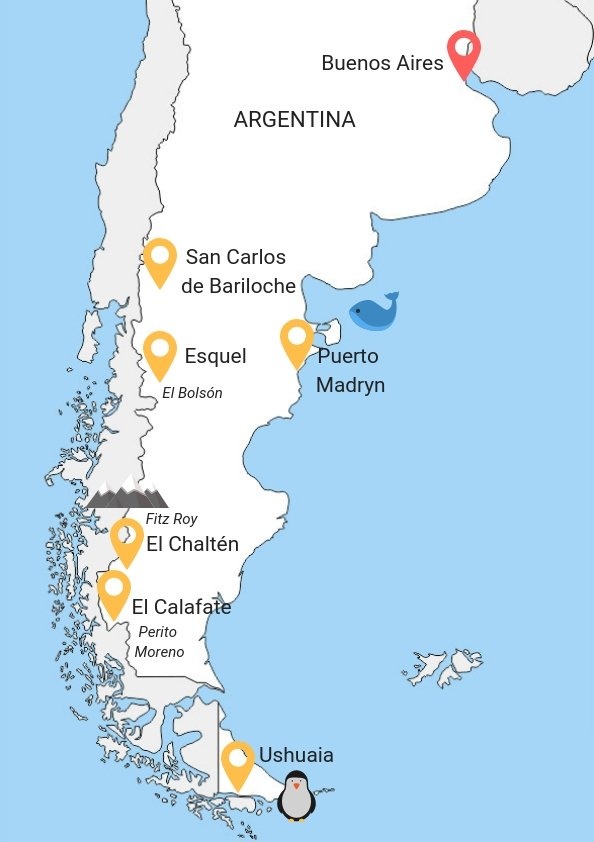 Buenos Aires
ARGENTINA
San Carlos
de Bariloche
Esquel
El Bolsón
Puerto
Madryn
Fitz Roy
El Chaltén
El Calafate
Perito
Moreno
Ushuaia